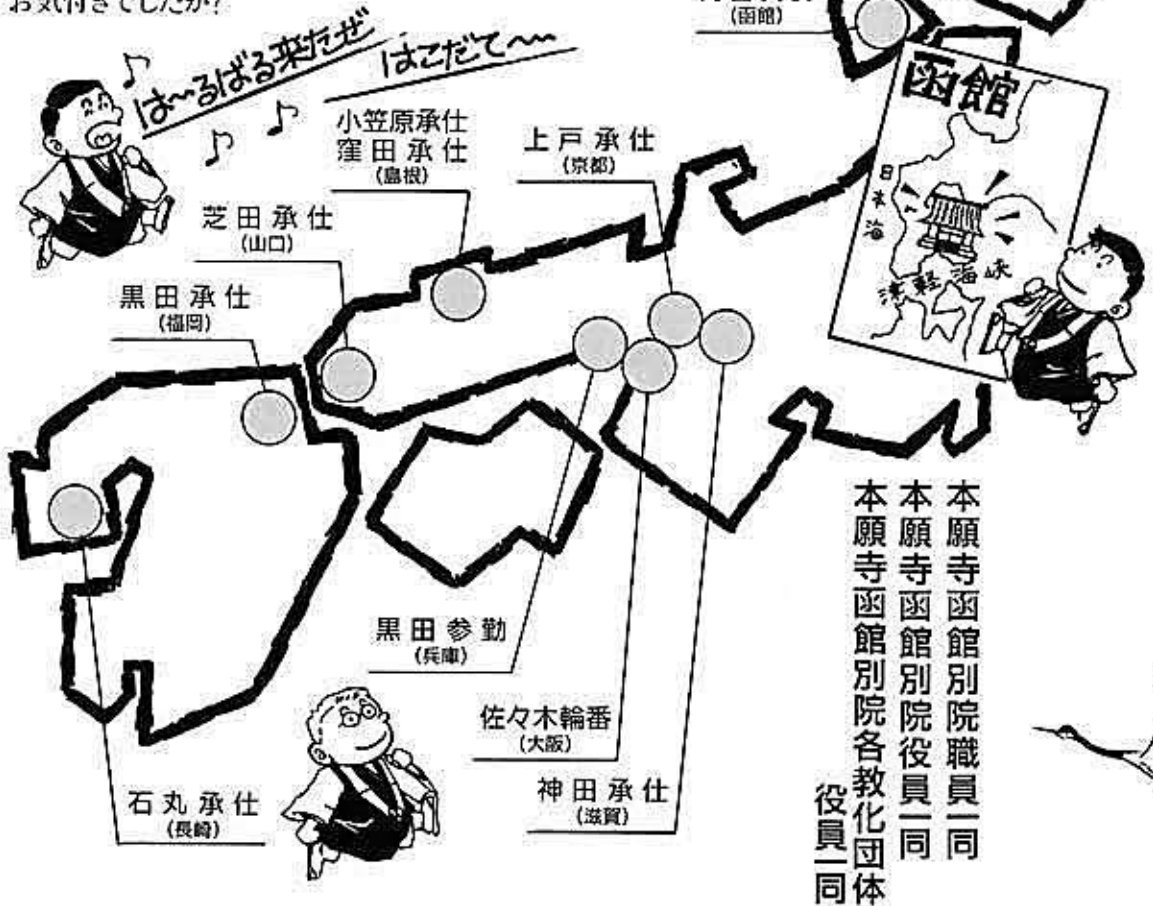 お気付きでしたか?
は〜るばる来たぜ
はこだて〜〜
(函館)
函館
日本海
津軽海峡
小笠原承仕
窪田承仕
(島根)
上戸承仕
(京都)
芝田承仕
(山口)
黒田承仕
(福岡)
黒田参勤
(兵庫)
佐々木輪番
(大阪)
神田承仕
(滋賀)
石丸承仕
(長崎)
本願寺函館別院職員一同
本願寺函館別院役員一同
本願寺函館別院各教化団体
役員一同